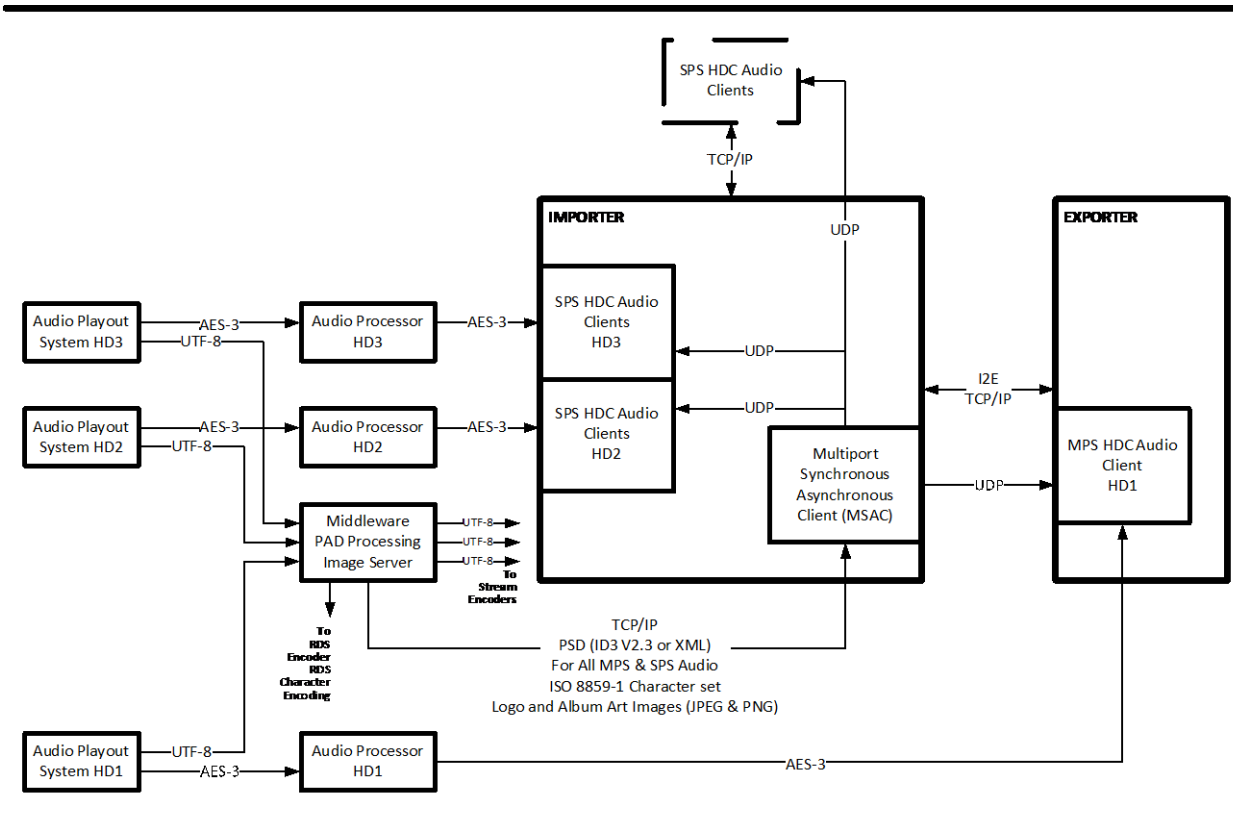 SPS HDC Audio
Clients
TCP/IP
IMPORTER
UDP
EXPORTER
SPS HDC Audio
Clients
HD3
Audio Playout
System HD3
AES-3
UTF-8
Audio Processor
HD3
AES-3
UDP
I2E
TCP/IP
SPS HDC Audio
Clients
HD2
UDP
Audio Playout
System HD2
AES-3
UTF-8
Audio Processor
HD2
AES-3
Multiport
Synchronous
Asynchronous
Client (MSAC)
MPS HDC Audio
Client
HD1
UDP
Middleware
PAD Processing
Image Server
UTF-8
UTF-8
UTF-8
To
Stream
Encoders
To
RDS
Encoder
RDS
Character
Encoding
TCP/IP
PSD (ID3 V2.3 or XML)
For All MPS & SPS Audio
ISO 8859-1 Character set
Logo and Album Art Images (JPEG & PNG)
Audio Playout
System HD1
UTF-8
AES-3
Audio Processor
HD1
AES-3